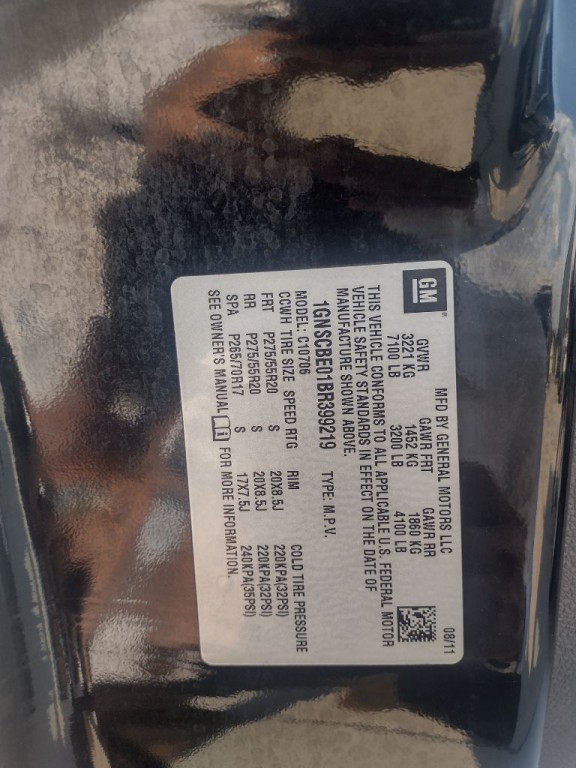 GM
MFD BY GENERAL MOTORS LLC
08/11
GVWR GAWR FRT GAWR RR
3221 KG 1452 KG 1860 KG
7100 LB 3200 LB 4100 LB
THIS VEHICLE CONFORMS TO ALL APPLICABLE U.S. FEDERAL MOTOR
VEHICLE SAFETY STANDARDS IN EFFECT ON THE DATE OF
MANUFACTURE SHOWN ABOVE.
1GNSCBE01BR399219 TYPE: M.P.V.
MODEL: C10706
CCWH TIRE SIZE SPEED RTG RIM COLD TIRE PRESSURE
FRT P275/55R20 S 20X8.5J 220KPA(32PSI)
RR P275/55R20 S 20X8.5J 220KPA(32PSI)
SPA P265/70R17 S 17X7.5J 240KPA(35PSI)
SEE OWNER'S MANUAL FOR MORE INFORMATION.